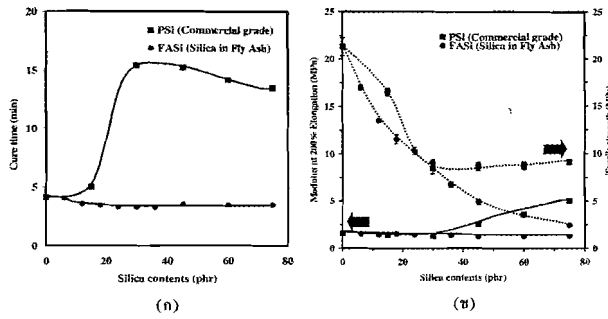 (ก)
(ข)
PSi (Commercial grade)
FASi (Silica in Fly Ash)
Cure time (min)
20
15
10
5
0
0 20 40 60 80
Silica contents (phr)
PSi (Commercial grade)
FASi (Silica in Fly Ash)
Modulus at 200% Elongation (MPa)
25
20
15
10
5
0
25
20
15
10
5
0
0 20 40 60 80
Silica contents (phr)
(ก)
(ข)